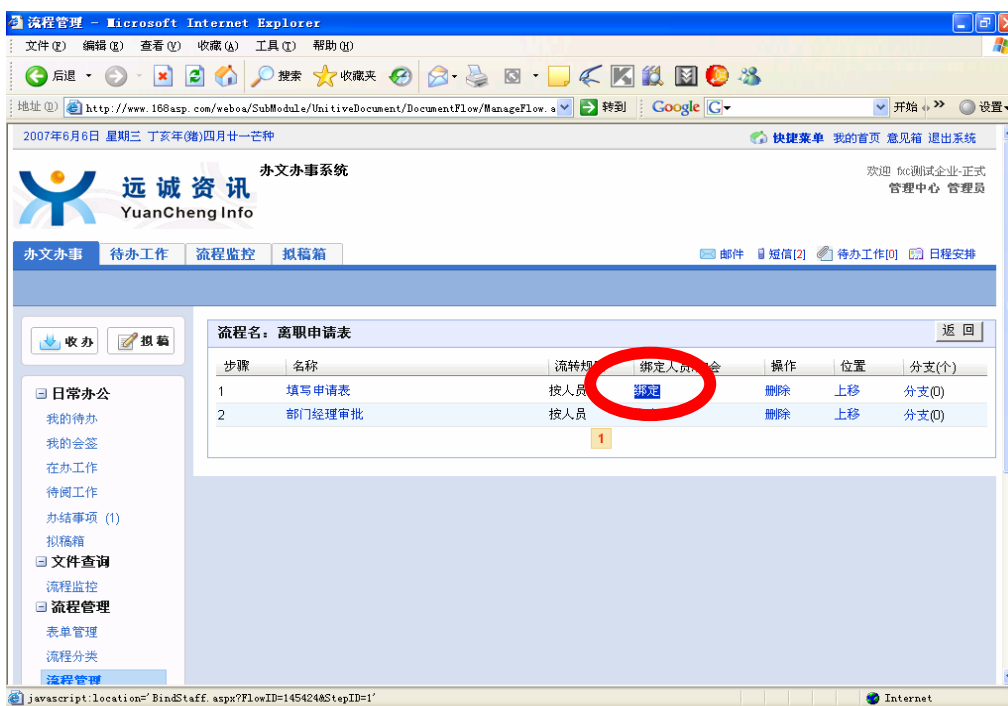 流程管理 - Microsoft Internet Explorer
文件(F) 编辑(E) 查看(V) 收藏(A) 工具(T) 帮助(H)
后退 搜索 收藏夹
地址(D) http://www.168asp.com/weboa/SubModule/UnitiveDocument/DocumentFlow/ManageFlow.a 转到 Google G 开始 » 设置
2007年6月6日 星期三 丁亥年(猪)四月廿一芒种 快捷菜单 我的首页 意见箱 退出系统
远诚资讯 YuanCheng Info
办文办事系统
欢迎 fxc测试企业-正式
管理中心 管理员
办文办事 待办工作 流程监控 拟稿箱 邮件 短信[2] 待办工作[0] 日程安排
收办 拟稿
流程名：离职申请表 返 回
步骤 名称 流转规 绑定人员 会 操作 位置 分支(个)
1 填写申请表 按人员 绑定 删除 上移 分支(0)
2 部门经理审批 按人员 删除 上移 分支(0)
1
日常办公
我的待办
我的会签
在办工作
待阅工作
办结事项 (1)
拟稿箱
文件查询
流程监控
流程管理
表单管理
流程分类
流程管理
javascript:location='BindStaff.aspx?FlowID=145424&StepID=1' Internet